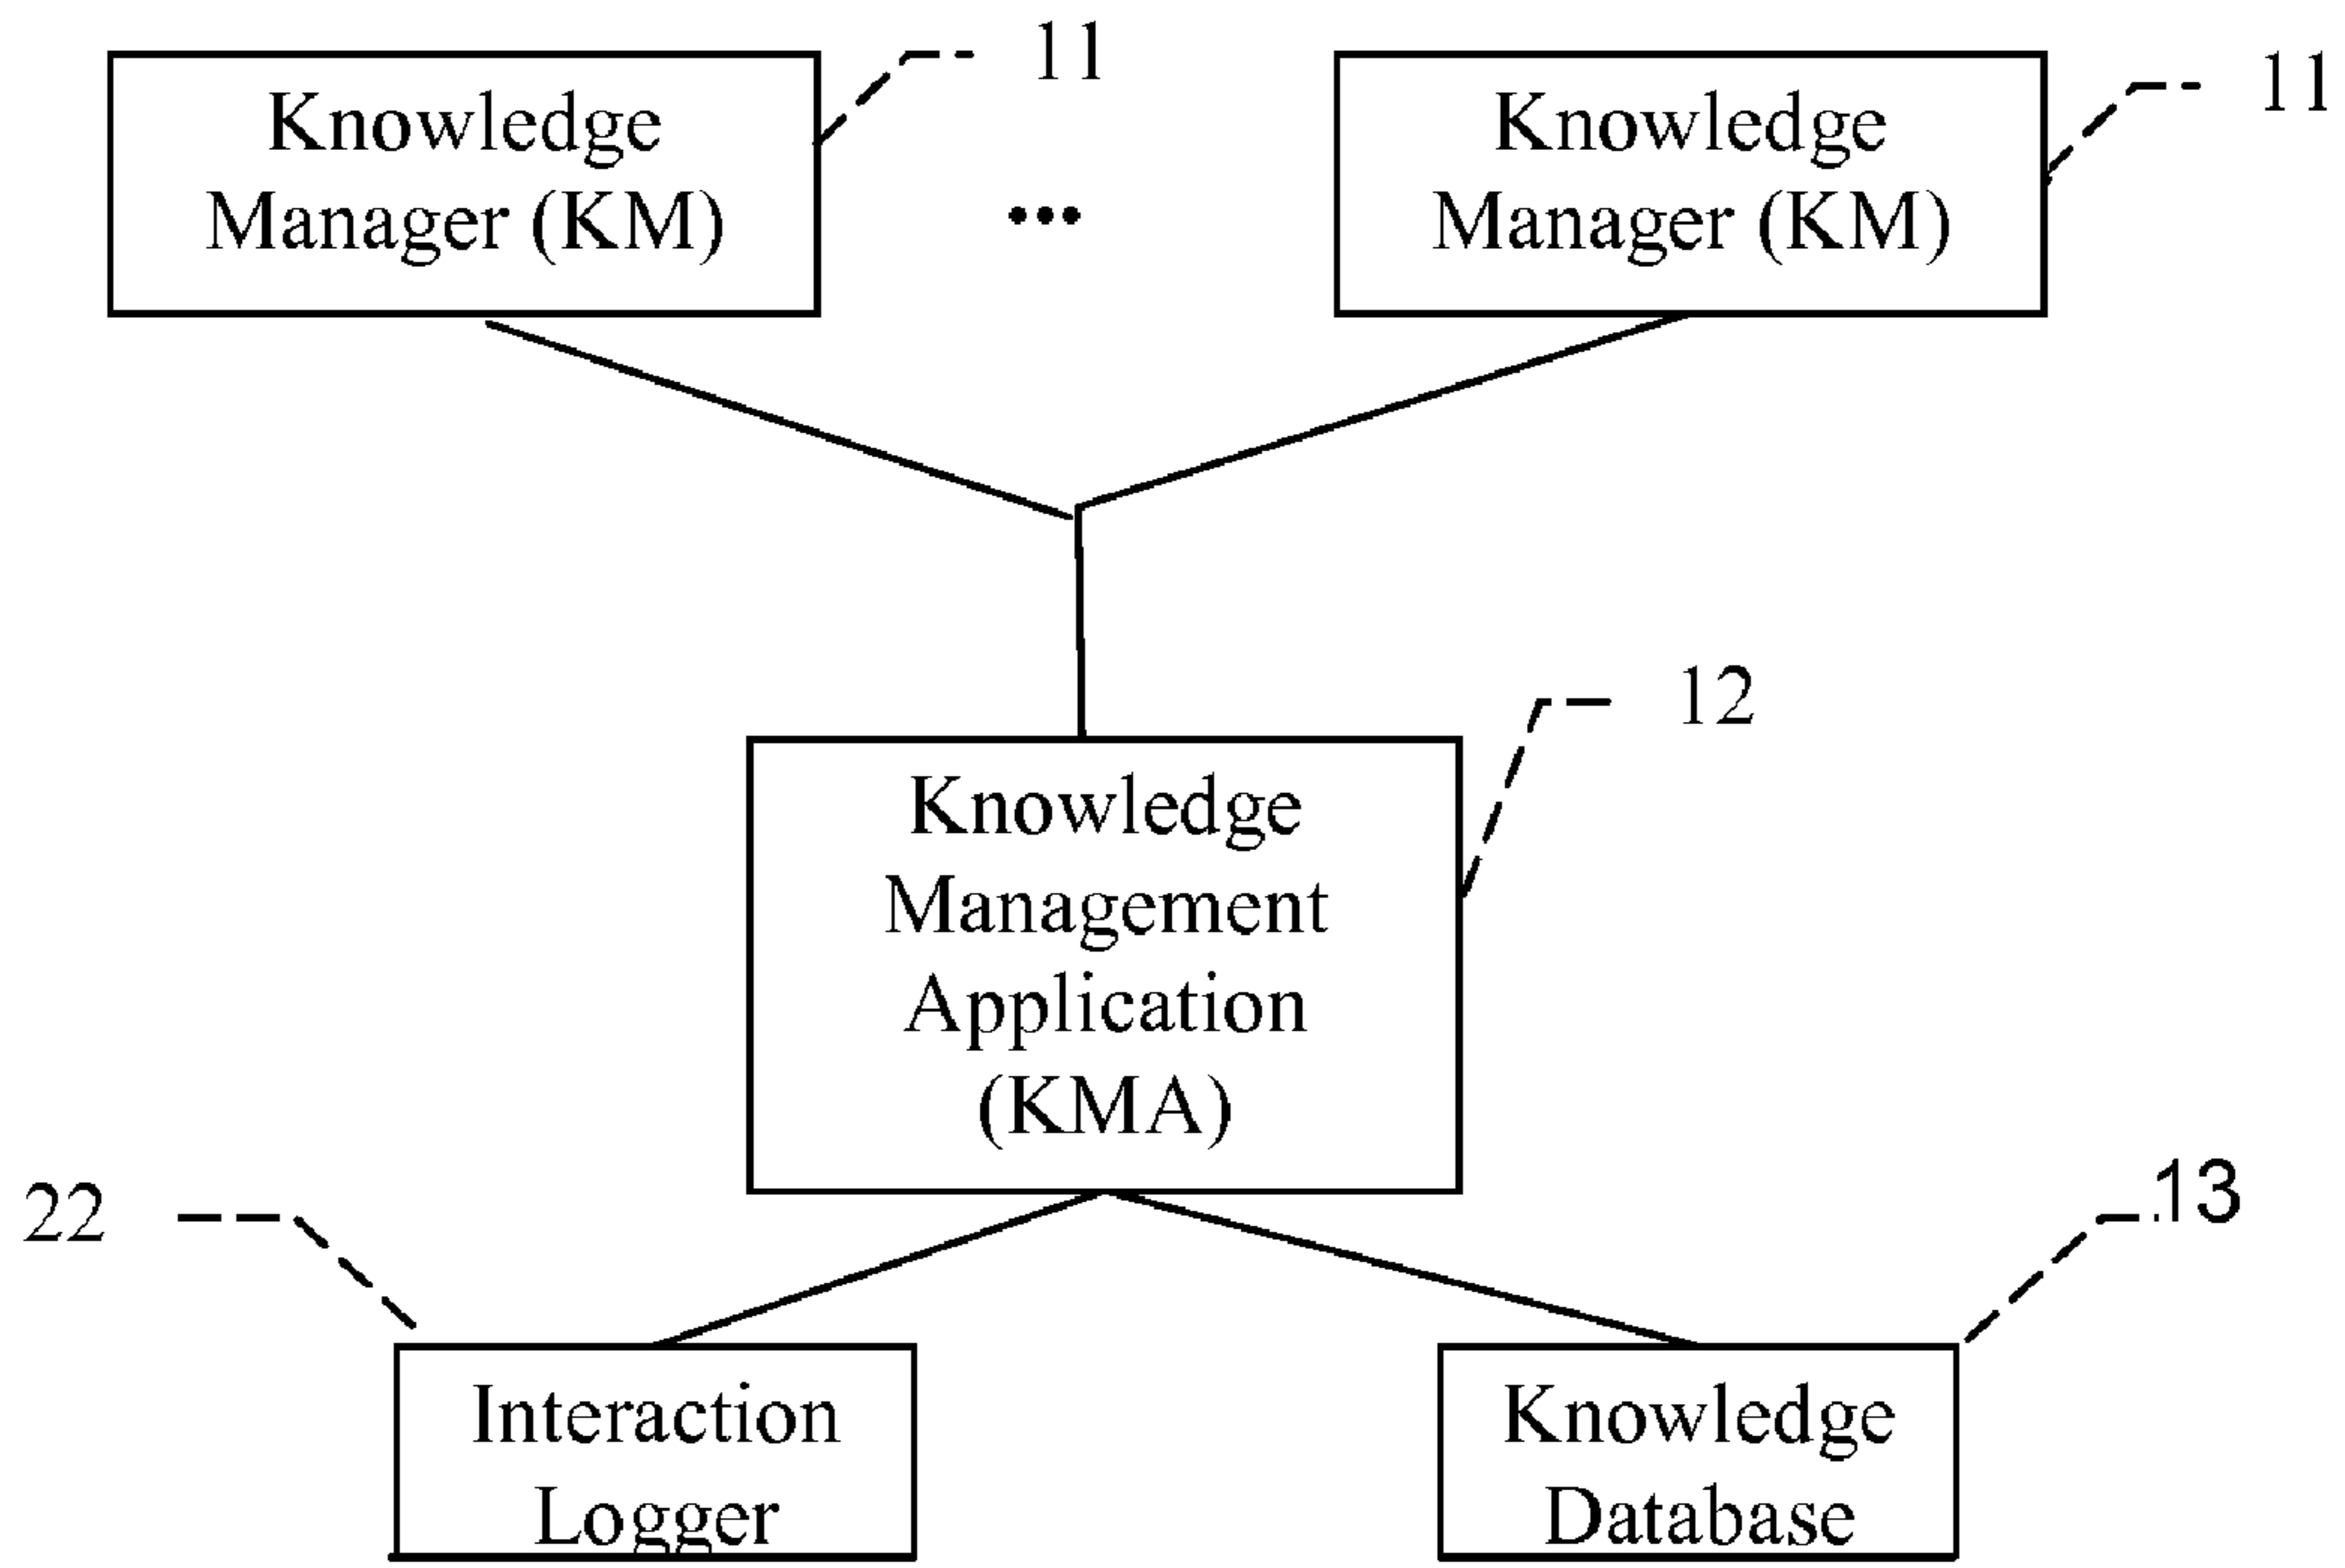 Knowledge
Manager (KM)
11
...
Knowledge
Manager (KM)
11
Knowledge
Management
Application
(KMA)
12
22
Interaction
Logger
13
Knowledge
Database